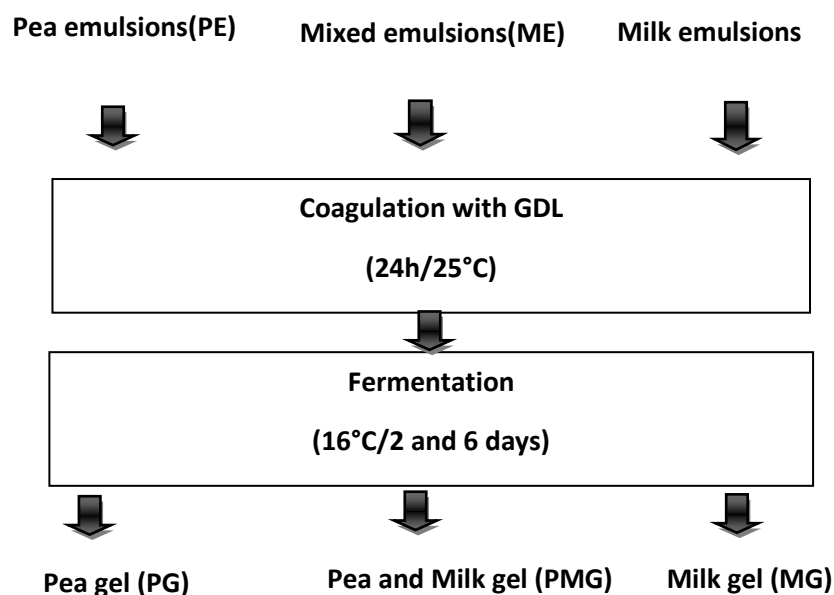 Pea emulsions(PE)
Mixed emulsions(ME)
Milk emulsions
Coagulation with GDL
(24h/25°C)
Fermentation
(16°C/2 and 6 days)
Pea gel (PG)
Pea and Milk gel (PMG)
Milk gel (MG)